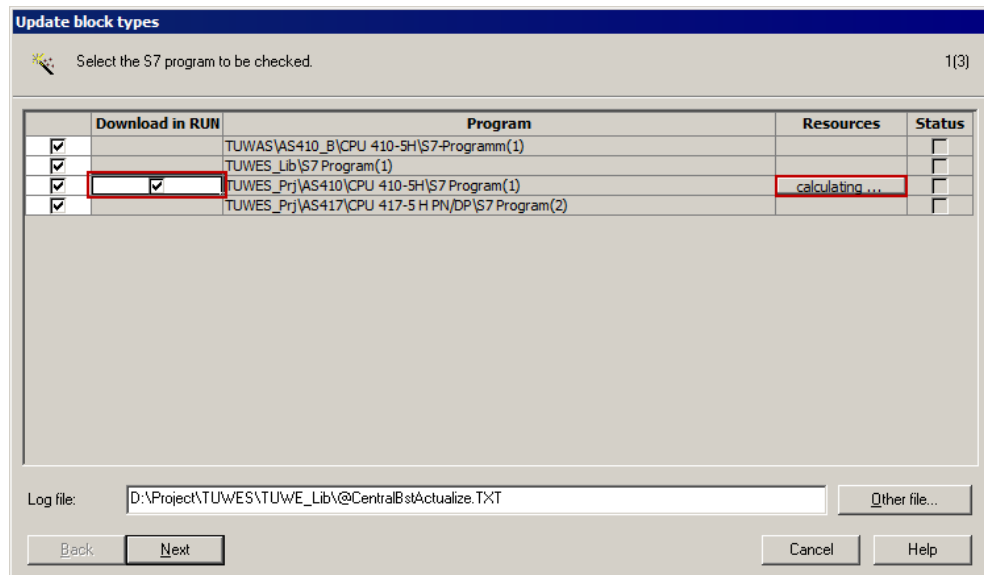 Update block types
Select the S7 program to be checked. 1(3)
Download in RUN Program Resources Status
TUWAS\AS410_B\CPU 410-5H\S7-Programm(1)
TUWES_Lib\S7 Program(1)
TUWES_Prj\AS410\CPU 410-5H\S7 Program(1) calculating ...
TUWES_Prj\AS417\CPU 417-5 H PN/DP\S7 Program(2)
Log file: D:\Project\TUWES\TUWE_Lib\@CentralBstActualize.TXT Other file...
Back Next Cancel Help